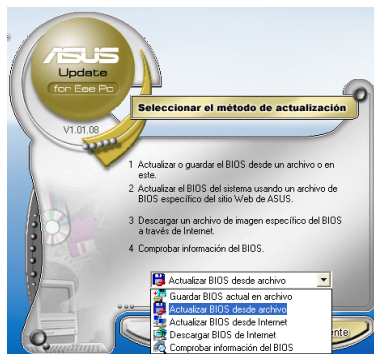 ASUS
Update
for Eee Pc
V1.01.08
Seleccionar el método de actualización
1 Actualizar o guardar el BIOS desde un archivo o en
este.
2 Actualizar el BIOS del sistema usando un archivo de
BIOS específico del sitio Web de ASUS.
3 Descargar un archivo de imagen específico del BIOS
a través de Internet.
4 Comprobar información del BIOS.
Actualizar BIOS desde archivo
Guardar BIOS actual en archivo
Actualizar BIOS desde archivo
Actualizar BIOS desde Internet
Descargar BIOS de Internet
Comprobar información del BIOS